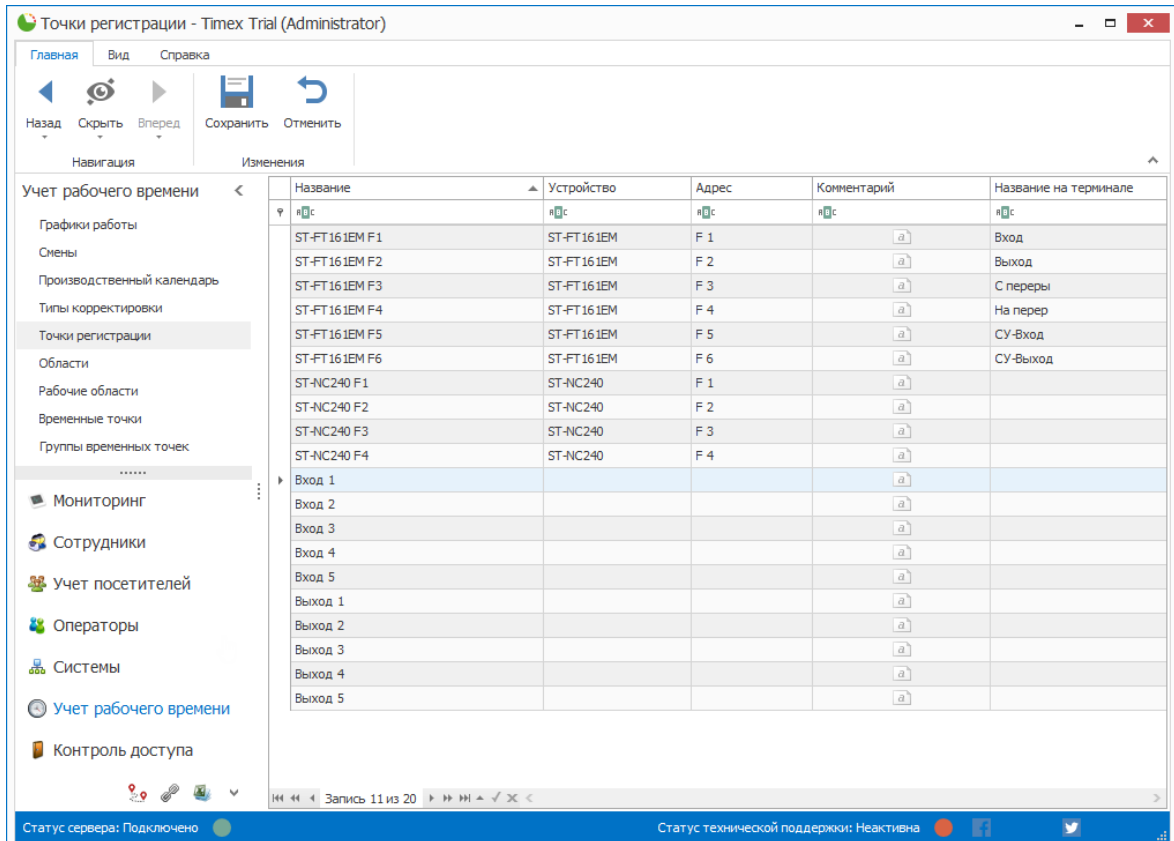 Точки регистрации - Timex Trial (Administrator)
Главная Вид Справка
Назад Скрыть Вперед Сохранить Отменить
Навигация Изменения
Учет рабочего времени
Графики работы
Смены
Производственный календарь
Типы корректировки
Точки регистрации
Области
Рабочие области
Временные точки
Группы временных точек
Мониторинг
Сотрудники
Учет посетителей
Операторы
Системы
Учет рабочего времени
Контроль доступа
Название Устройство Адрес Комментарий Название на терминале
ST-FT161EM F1 ST-FT161EM F 1 Вход
ST-FT161EM F2 ST-FT161EM F 2 Выход
ST-FT161EM F3 ST-FT161EM F 3 С переры
ST-FT161EM F4 ST-FT161EM F 4 На перер
ST-FT161EM F5 ST-FT161EM F 5 СУ-Вход
ST-FT161EM F6 ST-FT161EM F 6 СУ-Выход
ST-NC240 F1 ST-NC240 F 1
ST-NC240 F2 ST-NC240 F 2
ST-NC240 F3 ST-NC240 F 3
ST-NC240 F4 ST-NC240 F 4
Вход 1
Вход 2
Вход 3
Вход 4
Вход 5
Выход 1
Выход 2
Выход 3
Выход 4
Выход 5
Запись 11 из 20
Статус сервера: Подключено Статус технической поддержки: Неактивна